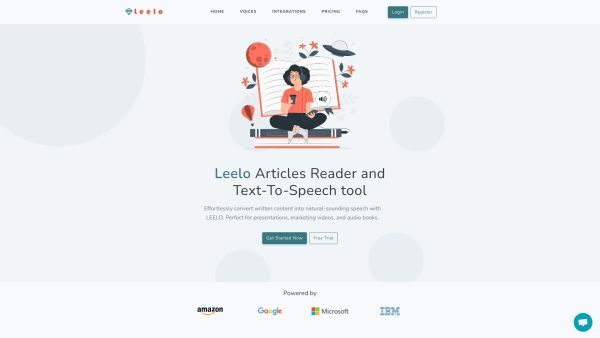 Leelo
HOME VOICES INTEGRATIONS PRICING FAQS Login Register
Leelo Articles Reader and
Text-To-Speech tool
Effortlessly convert written content into natural-sounding speech with
LEELO. Perfect for presentations, marketing videos, and audio books.
Get Started Now Free Trial
Powered by
amazon Google Microsoft IBM